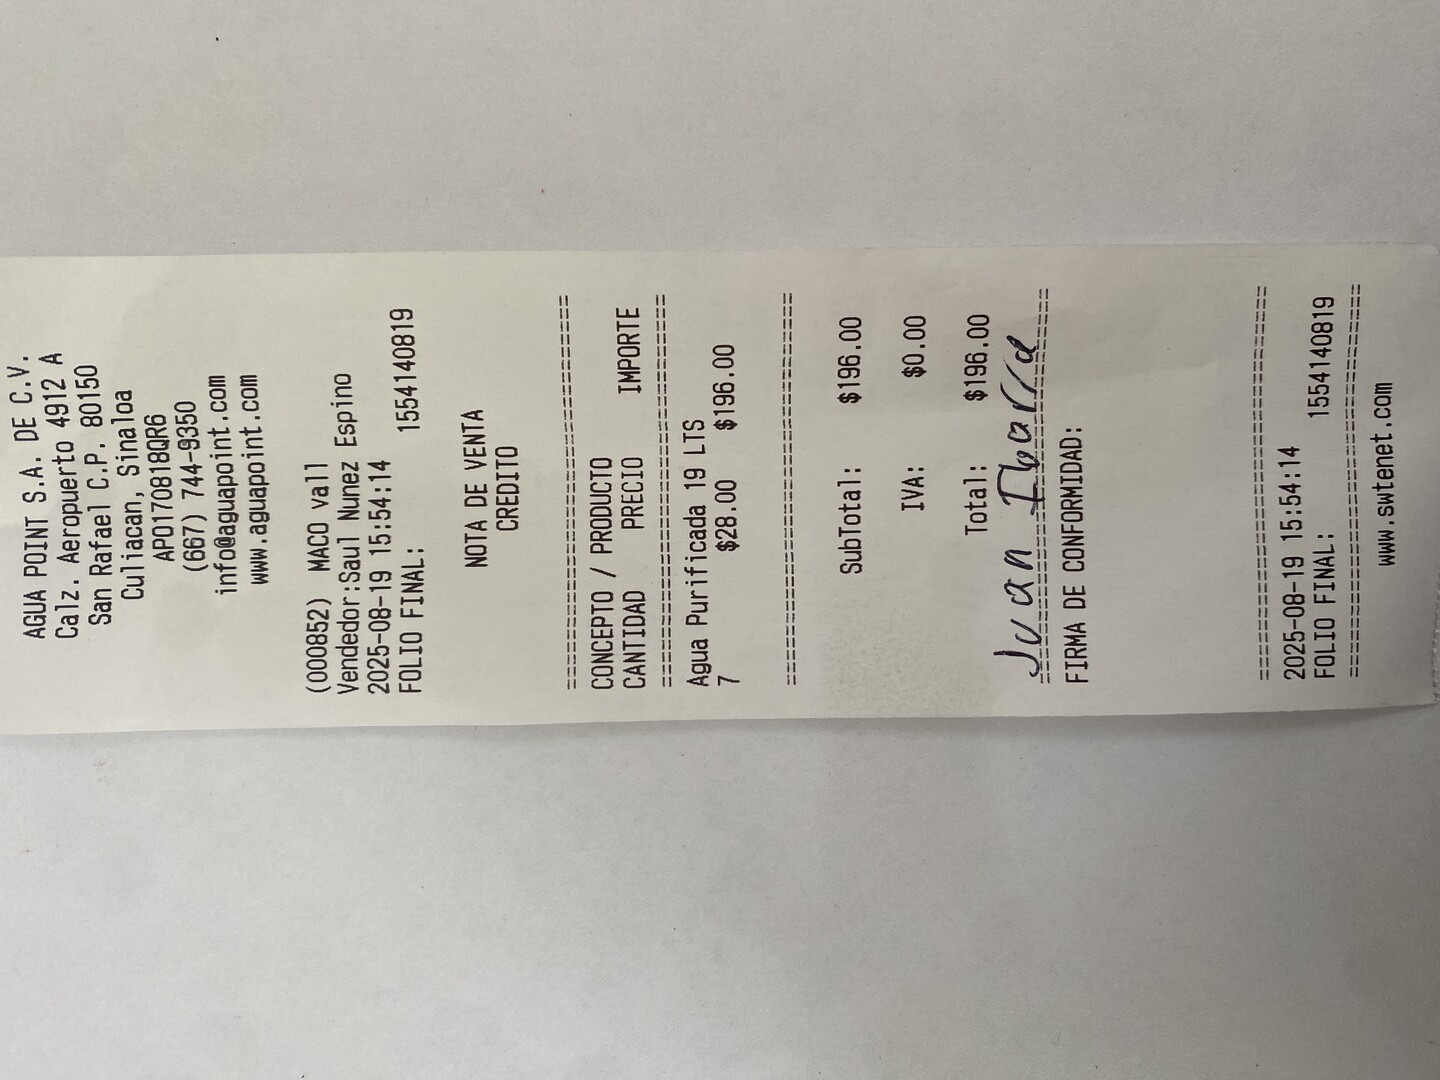 AGUA POINT S.A. DE C.V.
Calz. Aeropuerto 4912 A
San Rafael C.P. 80150
Culiacan, Sinaloa
APO170818QR6
(667) 744-9350
info@aguapoint.com
www.aguapoint.com
(000852) MACO vall
Vendedor:Saul Nunez Espino
2025-08-19 15:54:14
FOLIO FINAL: 1554140819
NOTA DE VENTA
CREDITO
CONCEPTO / PRODUCTO
CANTIDAD PRECIO IMPORTE
Agua Purificada 19 LTS
7 $28.00 $196.00
SubTotal: $196.00
IVA: $0.00
Total: $196.00
Juan Ibarra
FIRMA DE CONFORMIDAD:
2025-08-19 15:54:14
FOLIO FINAL: 1554140819
www.swtenet.com